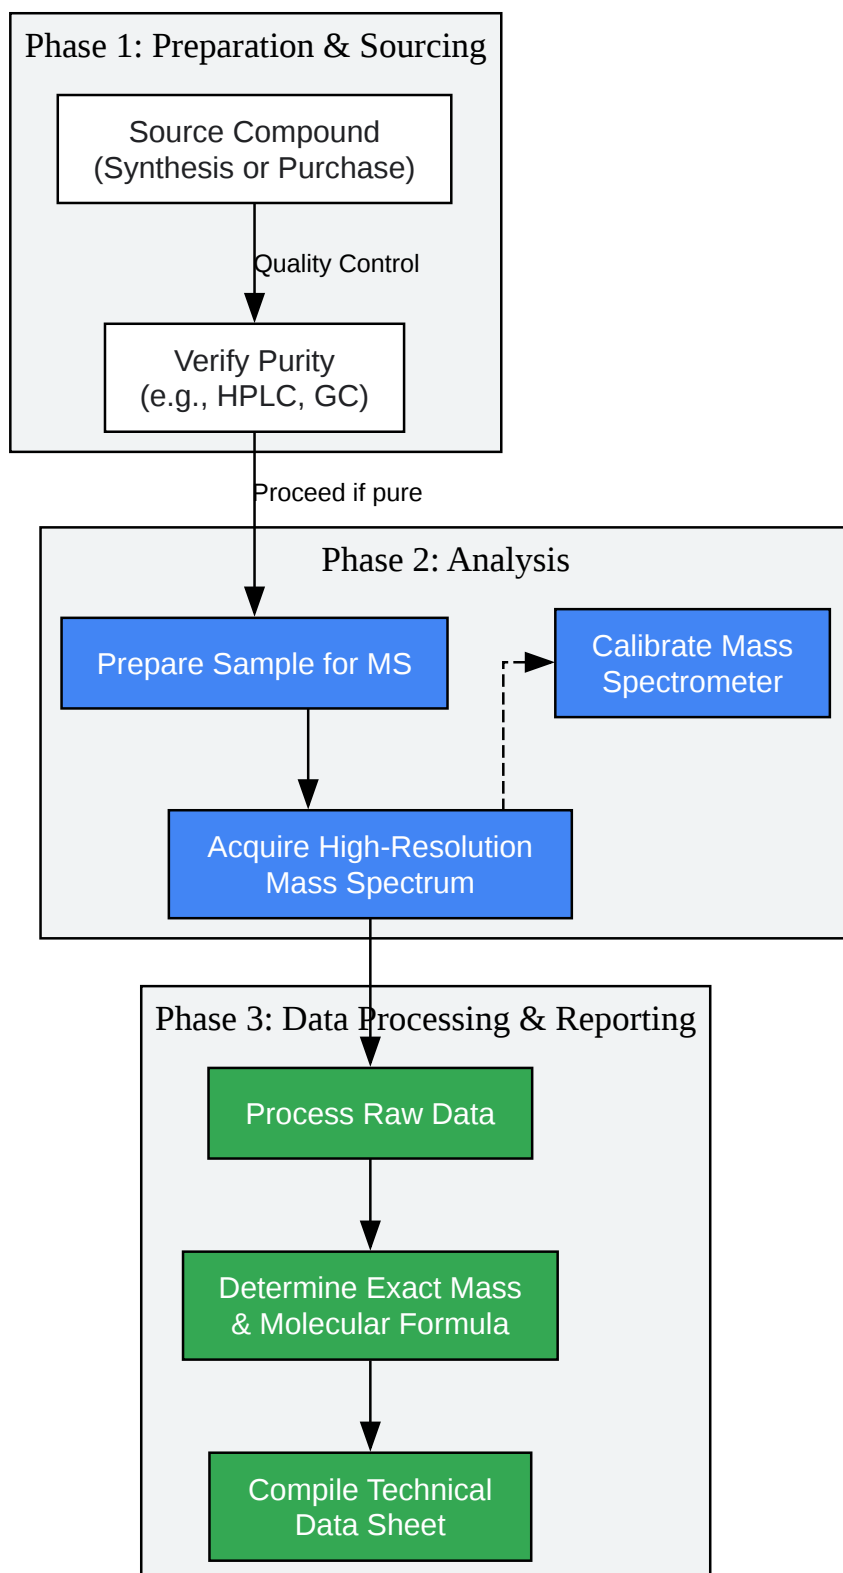 Phase 1: Preparation & Sourcing
Source Compound
(Synthesis or Purchase)
Quality Control
Verify Purity
(e.g., HPLC, GC)
Proceed if pure
Phase 2: Analysis
Prepare Sample for MS
Calibrate Mass
Spectrometer
Acquire High-Resolution
Mass Spectrum
Phase 3: Data Processing & Reporting
Process Raw Data
Determine Exact Mass
& Molecular Formula
Compile Technical
Data Sheet